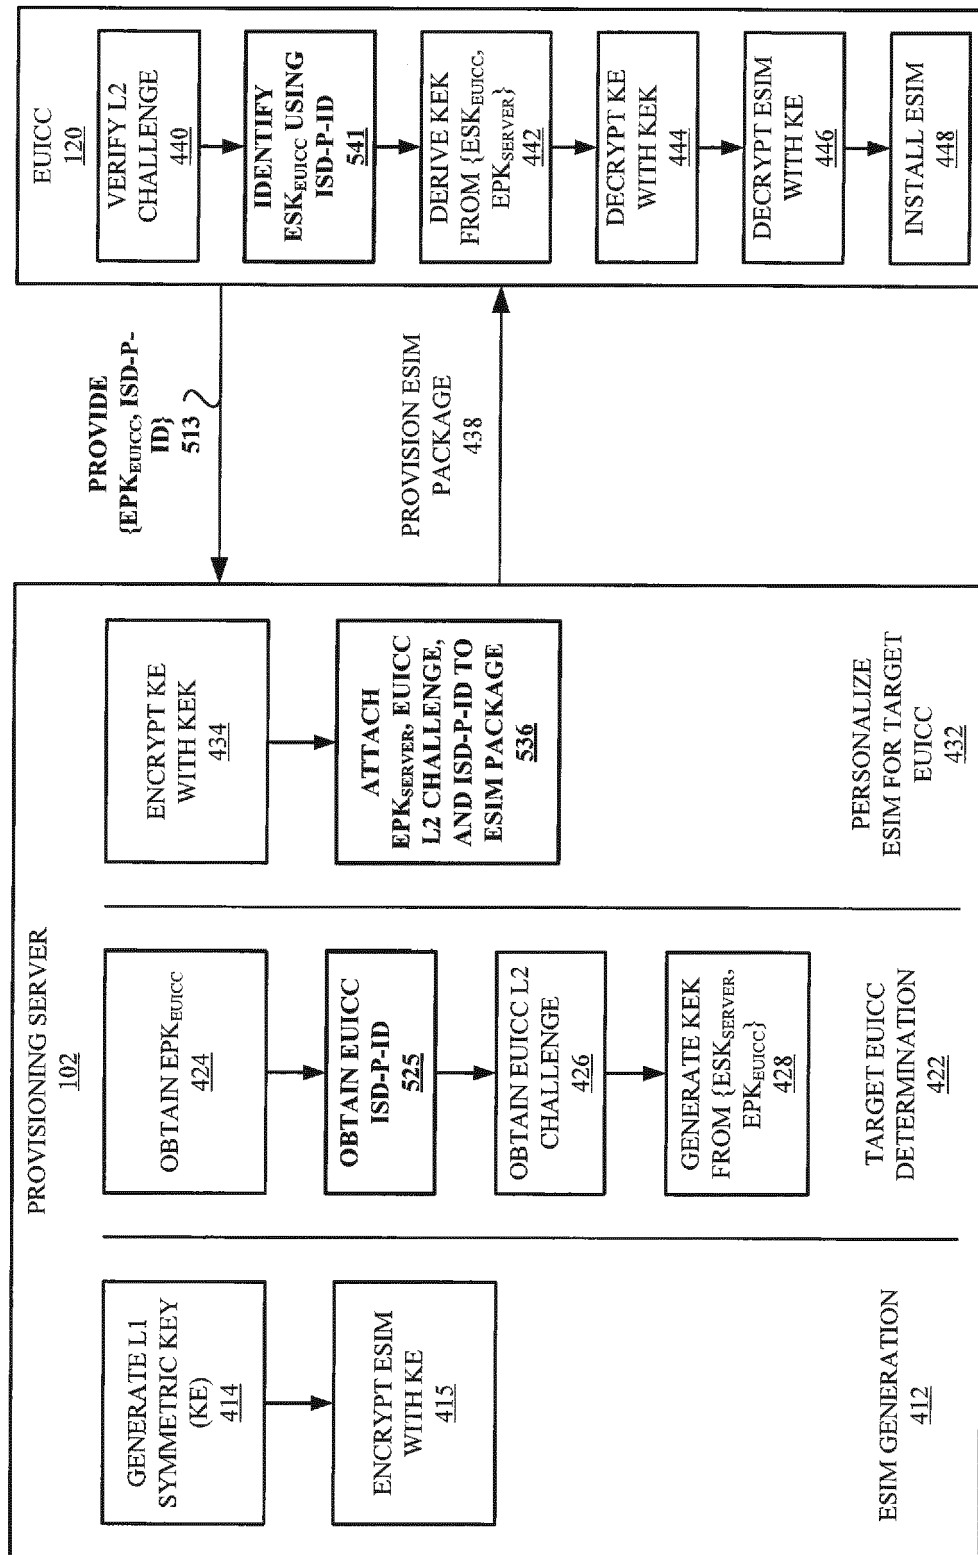 PROVISIONING SERVER
102
GENERATE L1
SYMMETRIC KEY
(KE)
414
ENCRYPT ESIM
WITH KE
415
ESIM GENERATION
412
OBTAIN EPKEUICC
424
OBTAIN EUICC
ISD-P-ID
525
OBTAIN EUICC L2
CHALLENGE
426
GENERATE KEK
FROM {ESKSERVER,
EPKEUICC}
428
TARGET EUICC
DETERMINATION
422
ENCRYPT KE
WITH KEK
434
ATTACH
EPKSERVER, EUICC
L2 CHALLENGE,
AND ISD-P-ID TO
ESIM PACKAGE
536
PERSONALIZE
ESIM FOR TARGET
EUICC
432
PROVIDE
{EPKEUICC, ISD-P-
ID}
513
PROVISION ESIM
PACKAGE
438
EUICC
120
VERIFY L2
CHALLENGE
440
IDENTIFY
ESKEUICC USING
ISD-P-ID
541
DERIVE KEK
FROM {ESKEUICC,
EPKSERVER}
442
DECRYPT KE
WITH KEK
444
DECRYPT ESIM
WITH KE
446
INSTALL ESIM
448